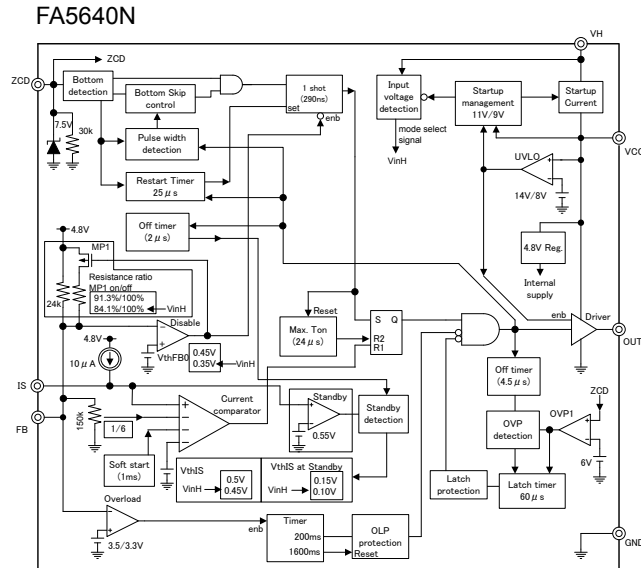 FA5640N
VH
ZCD
ZCD
Bottom
detection
Bottom Skip
control
1 shot
(290ns)
set
enb
Input
voltage
detection
mode select
signal
VinH
Startup
management
11V/9V
Startup
Current
7.5V
30k
Pulse width
detection
VCC
UVLO
14V/8V
Restart Timer
25μs
Off timer
(2μs)
4.8V Reg.
Internal
supply
4.8V
MP1
Resistance ratio
MP1 on/off
91.3%/100%
84.1%/100%
VinH
24k
Disable
VthFB0
0.45V
0.35V
VinH
Reset
Max. Ton
(24μs)
S
Q
R2
R1
enb
Driver
OUT
4.8V
10μA
IS
FB
150k
1/6
Current
comparator
Standby
0.55V
Standby
detection
Off timer
(4.5μs)
ZCD
OVP
detection
OVP1
6V
Soft start
(1ms)
VthIS
VinH
0.5V
0.45V
VthIS at Standby
VinH
0.15V
0.10V
Latch
protection
Latch timer
60μs
Overload
3.5/3.3V
enb
Timer
200ms
1600ms
OLP
protection
Reset
GND